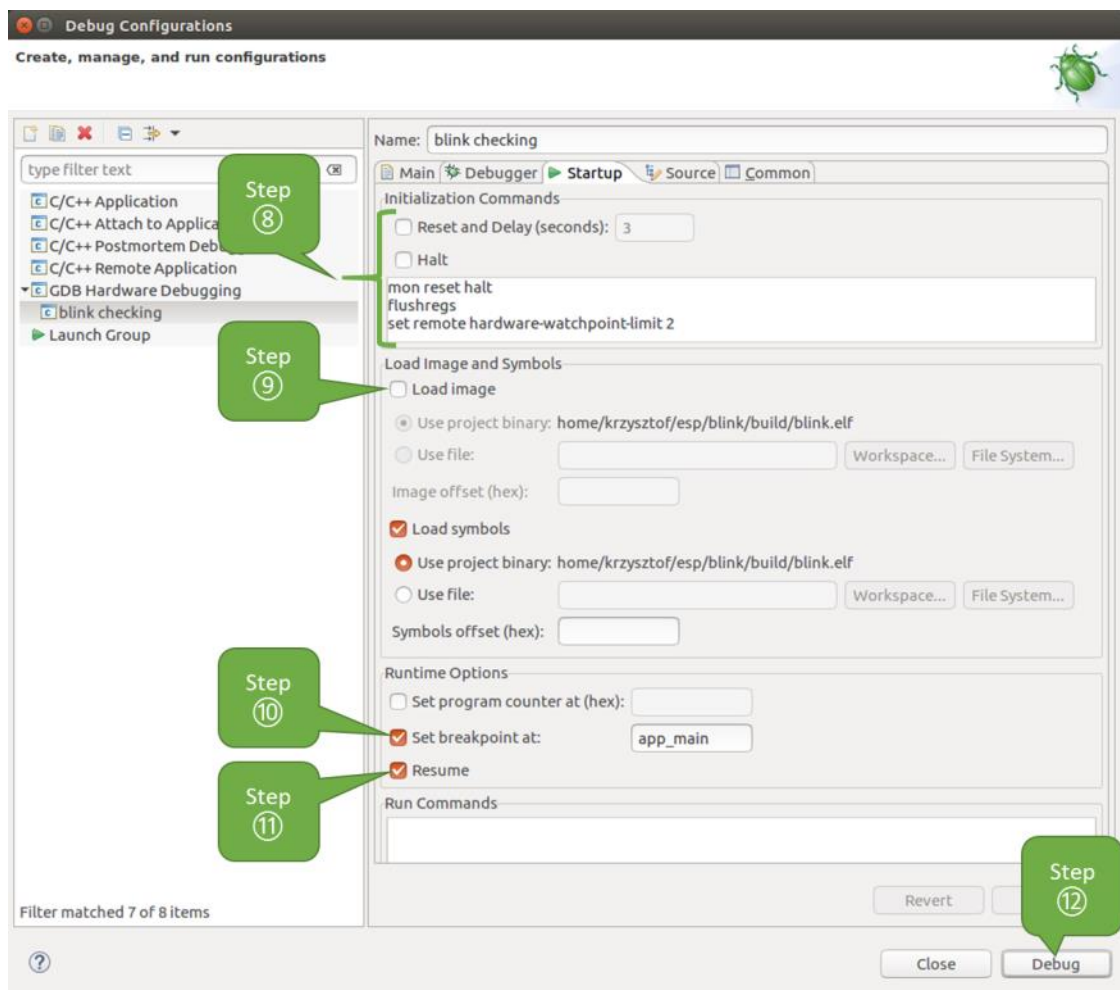 Debug Configurations
Create, manage, and run configurations
type filter text
C/C++ Application
C/C++ Attach to Applica
C/C++ Postmortem Debu
C/C++ Remote Application
GDB Hardware Debugging
blink checking
Launch Group
Filter matched 7 of 8 items
Step
⑧
Step
⑨
Step
⑩
Step
⑪
Name: blink checking
Main Debugger Startup Source Common
Initialization Commands
Reset and Delay (seconds): 3
Halt
mon reset halt
flushregs
set remote hardware-watchpoint-limit 2
Load Image and Symbols
Load image
Use project binary: home/krzysztof/esp/blink/build/blink.elf
Use file: Workspace... File System...
Image offset (hex):
Load symbols
Use project binary: home/krzysztof/esp/blink/build/blink.elf
Use file: Workspace... File System...
Symbols offset (hex):
Runtime Options
Set program counter at (hex):
Set breakpoint at: app_main
Resume
Run Commands
Step
⑫
Revert
Close Debug